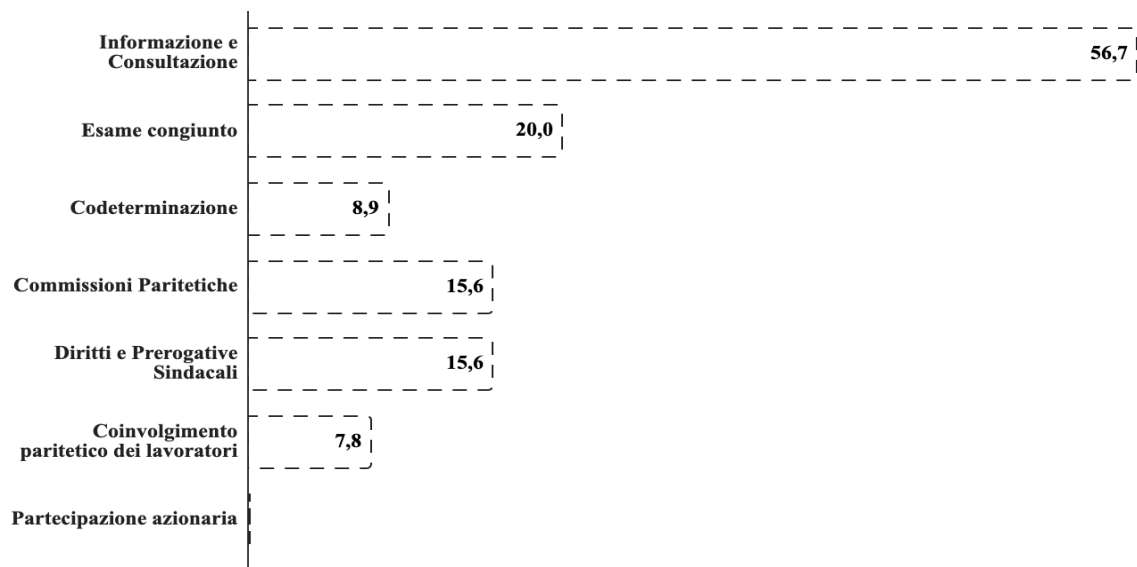 Informazione e
Consultazione
56,7
Esame congiunto
20,0
Codeterminazione
8,9
Commissioni Paritetiche
15,6
Diritti e Prerogative
Sindacali
15,6
Coinvolgimento
paritetico dei lavoratori
7,8
Partecipazione azionaria